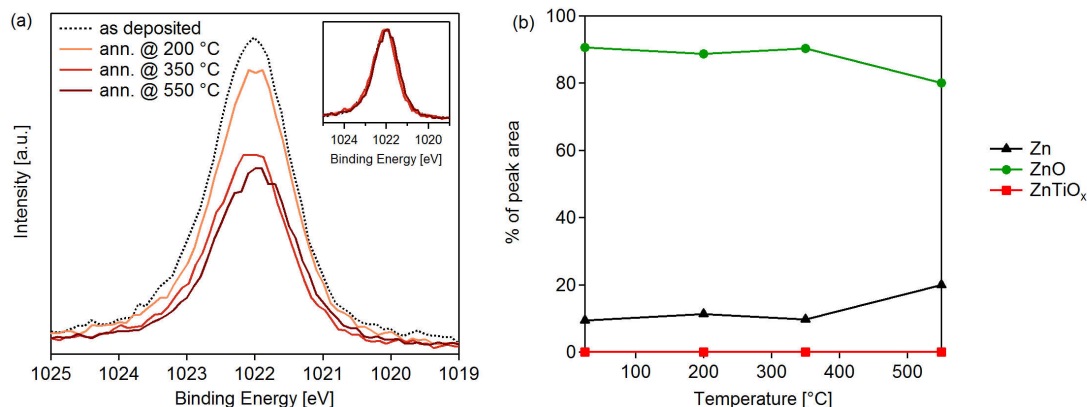 (a)
as deposited
ann. @ 200 °C
ann. @ 350 °C
ann. @ 550 °C
1024 1022 1020
Binding Energy [eV]
Intensity [a.u.]
1025 1024 1023 1022 1021 1020 1019
Binding Energy [eV]
(b)
100
80
60
40
20
0
% of peak area
100 200 300 400 500
Temperature [°C]
Zn
ZnO
ZnTiOx